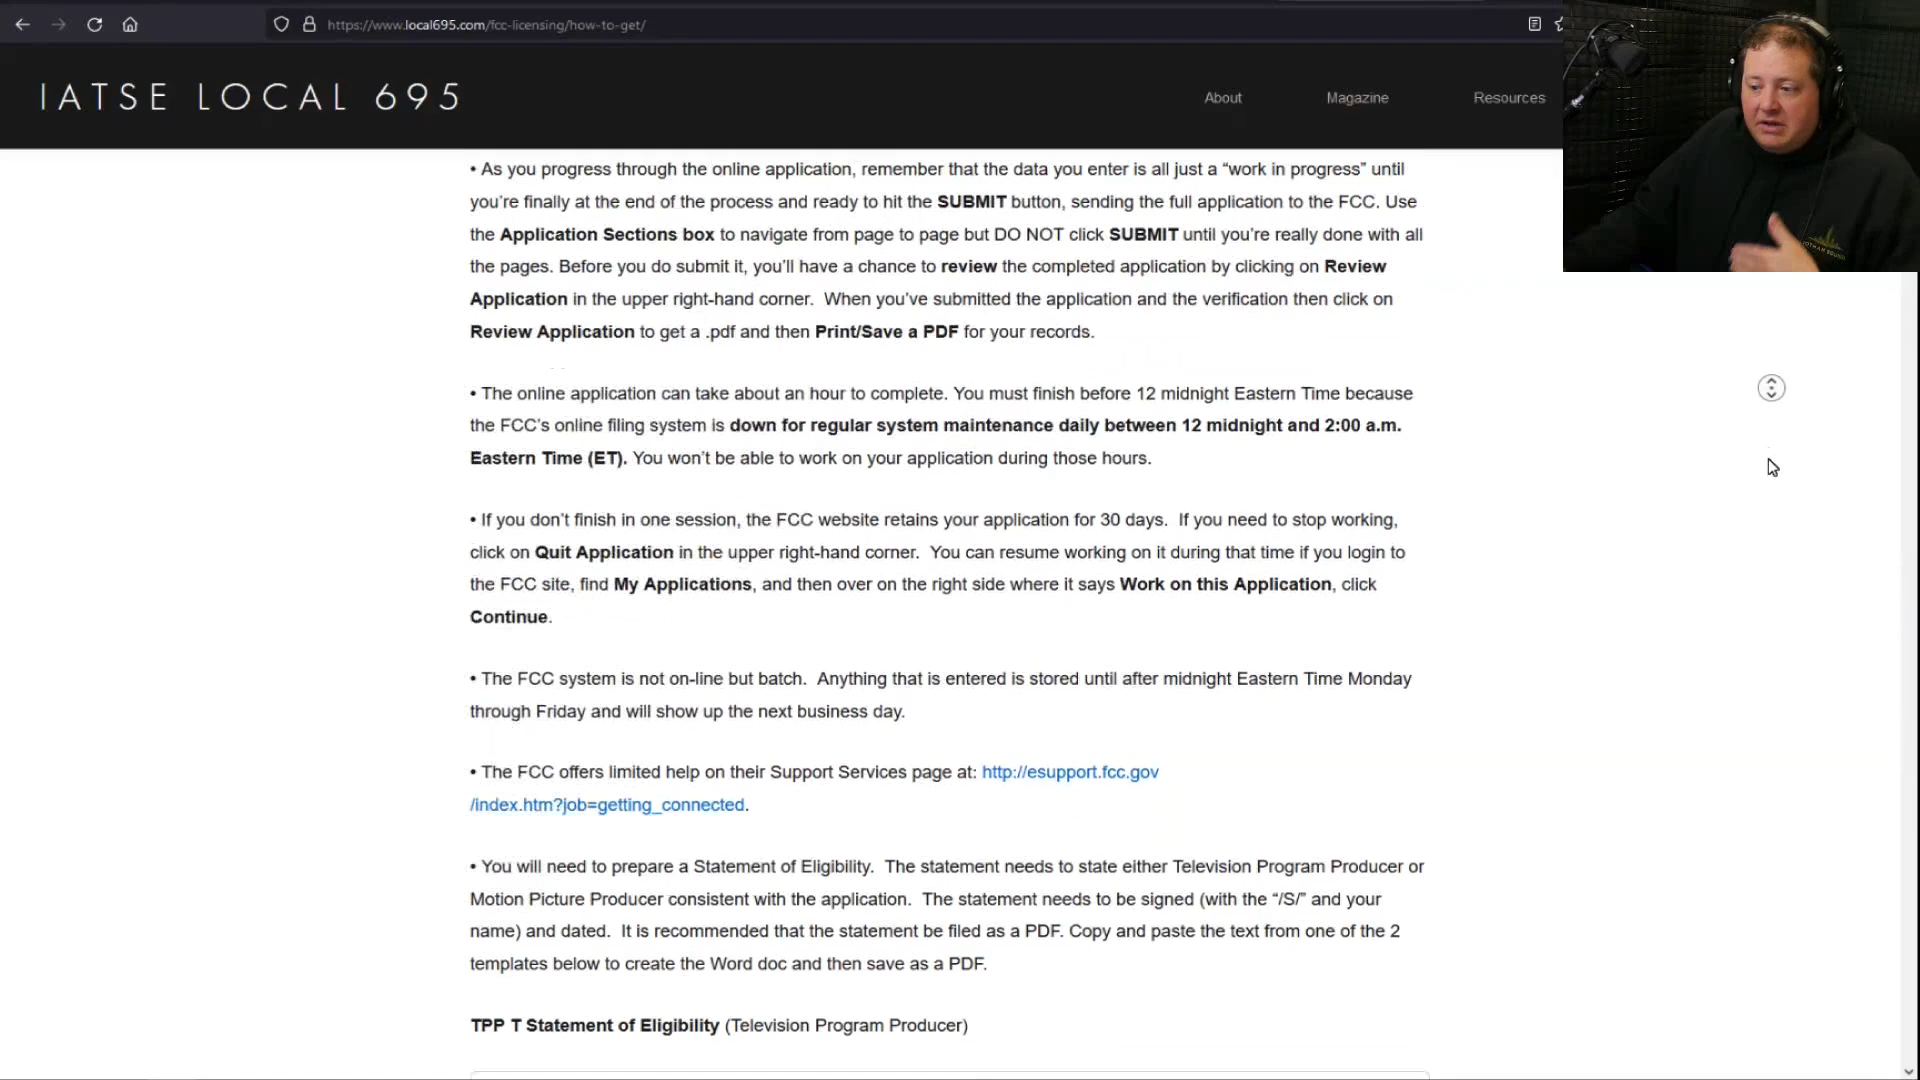 https://www.local695.com/fcc-licensing/how-to-get/
IATSE LOCAL 695
About
Magazine
Resources
• As you progress through the online application, remember that the data you enter is all just a “work in progress” until
you’re finally at the end of the process and ready to hit the SUBMIT button, sending the full application to the FCC. Use
the Application Sections box to navigate from page to page but DO NOT click SUBMIT until you’re really done with all
the pages. Before you do submit it, you’ll have a chance to review the completed application by clicking on Review
Application in the upper right-hand corner. When you’ve submitted the application and the verification then click on
Review Application to get a .pdf and then Print/Save a PDF for your records.
• The online application can take about an hour to complete. You must finish before 12 midnight Eastern Time because
the FCC’s online filing system is down for regular system maintenance daily between 12 midnight and 2:00 a.m.
Eastern Time (ET). You won’t be able to work on your application during those hours.
• If you don’t finish in one session, the FCC website retains your application for 30 days. If you need to stop working,
click on Quit Application in the upper right-hand corner. You can resume working on it during that time if you login to
the FCC site, find My Applications, and then over on the right side where it says Work on this Application, click
Continue.
• The FCC system is not on-line but batch. Anything that is entered is stored until after midnight Eastern Time Monday
through Friday and will show up the next business day.
• The FCC offers limited help on their Support Services page at: http://esupport.fcc.gov
/index.htm?job=getting_connected.
• You will need to prepare a Statement of Eligibility. The statement needs to state either Television Program Producer or
Motion Picture Producer consistent with the application. The statement needs to be signed (with the “/S/” and your
name) and dated. It is recommended that the statement be filed as a PDF. Copy and paste the text from one of the 2
templates below to create the Word doc and then save as a PDF.
TPP T Statement of Eligibility (Television Program Producer)